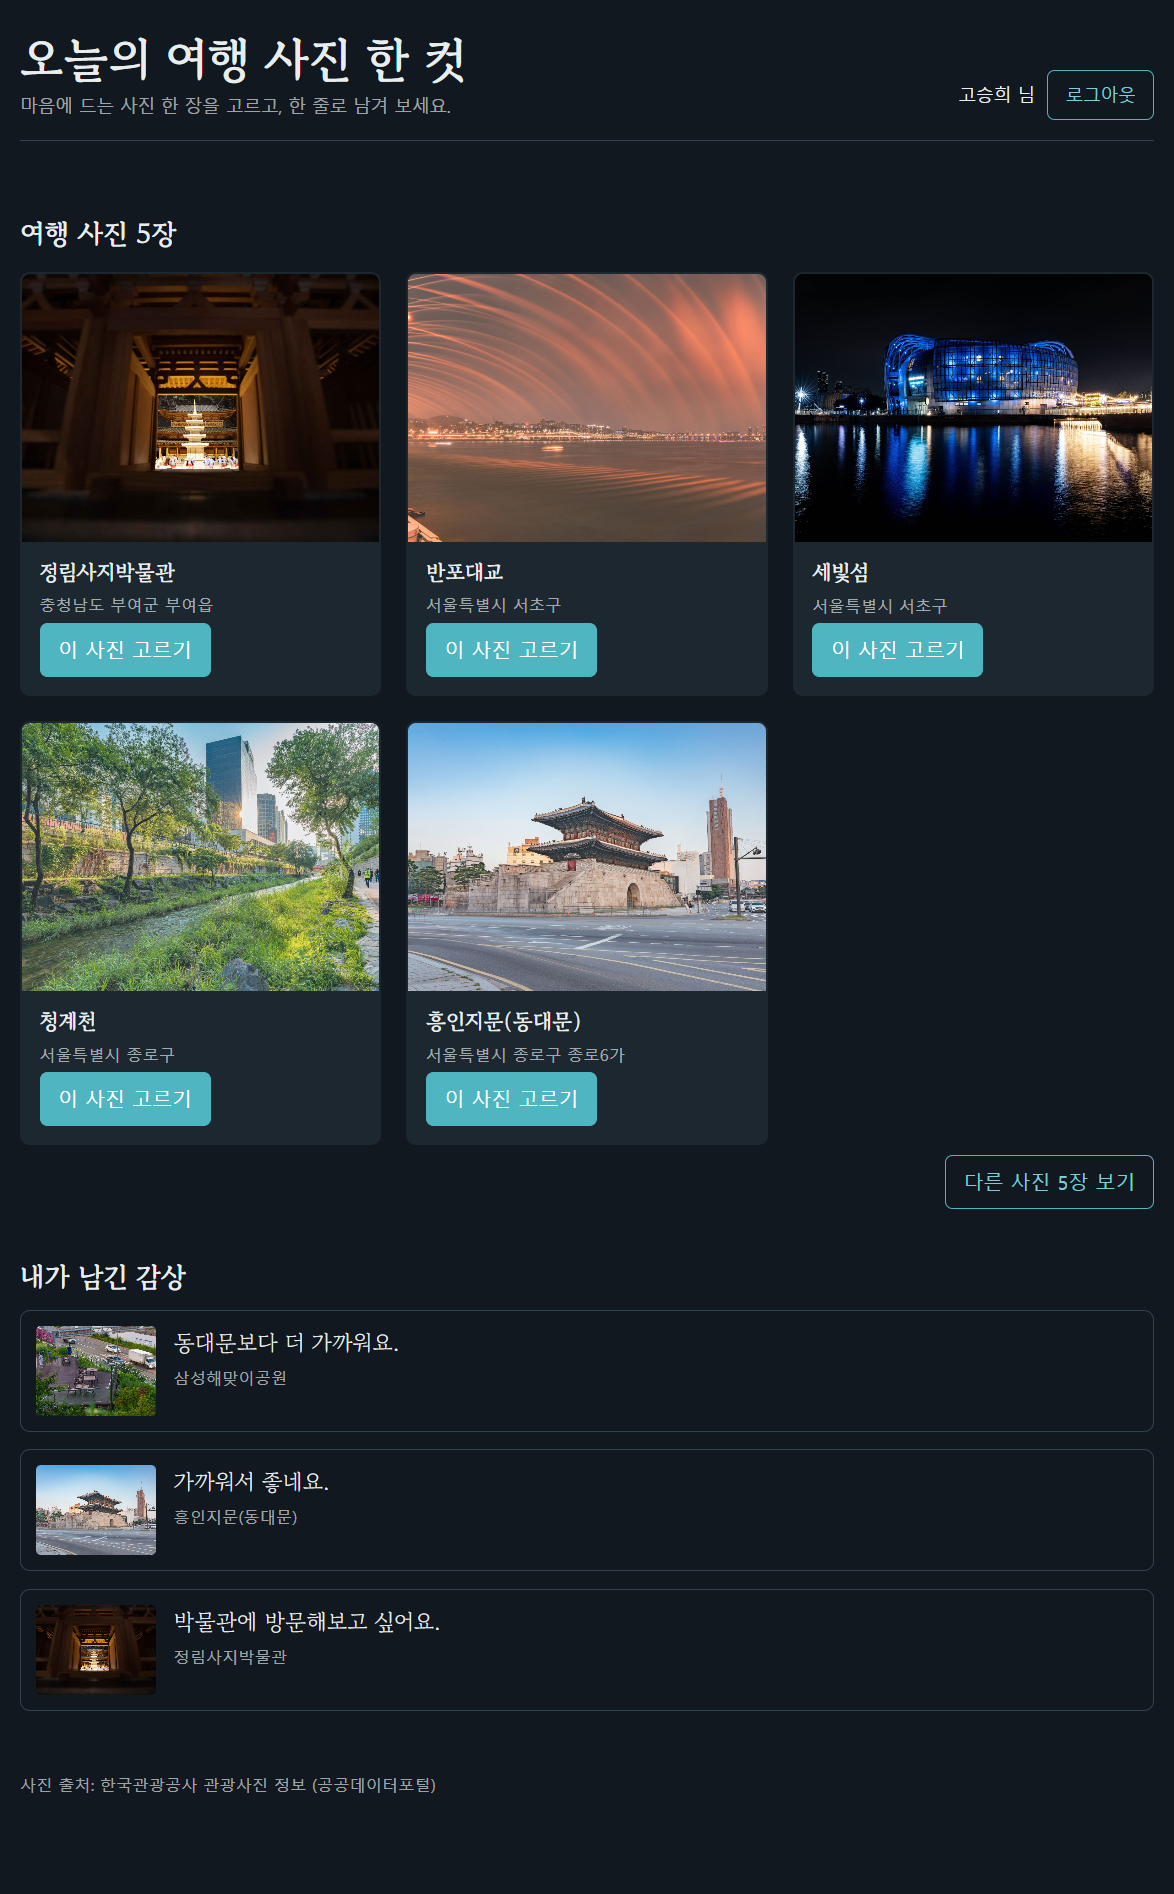 오늘의 여행 사진 한 컷
마음에 드는 사진 한 장을 고르고, 한 줄로 남겨 보세요.
고승희 님
로그아웃
여행 사진 5장
정림사지박물관
충청남도 부여군 부여읍
이 사진 고르기
반포대교
서울특별시 서초구
이 사진 고르기
세빛섬
서울특별시 서초구
이 사진 고르기
청계천
서울특별시 종로구
이 사진 고르기
흥인지문(동대문)
서울특별시 종로구 종로6가
이 사진 고르기
다른 사진 5장 보기
내가 남긴 감상
동대문보다 더 가까워요.
삼성해맞이공원
가까워서 좋네요.
흥인지문(동대문)
박물관에 방문해보고 싶어요.
정림사지박물관
사진 출처: 한국관광공사 관광사진 정보 (공공데이터포털)